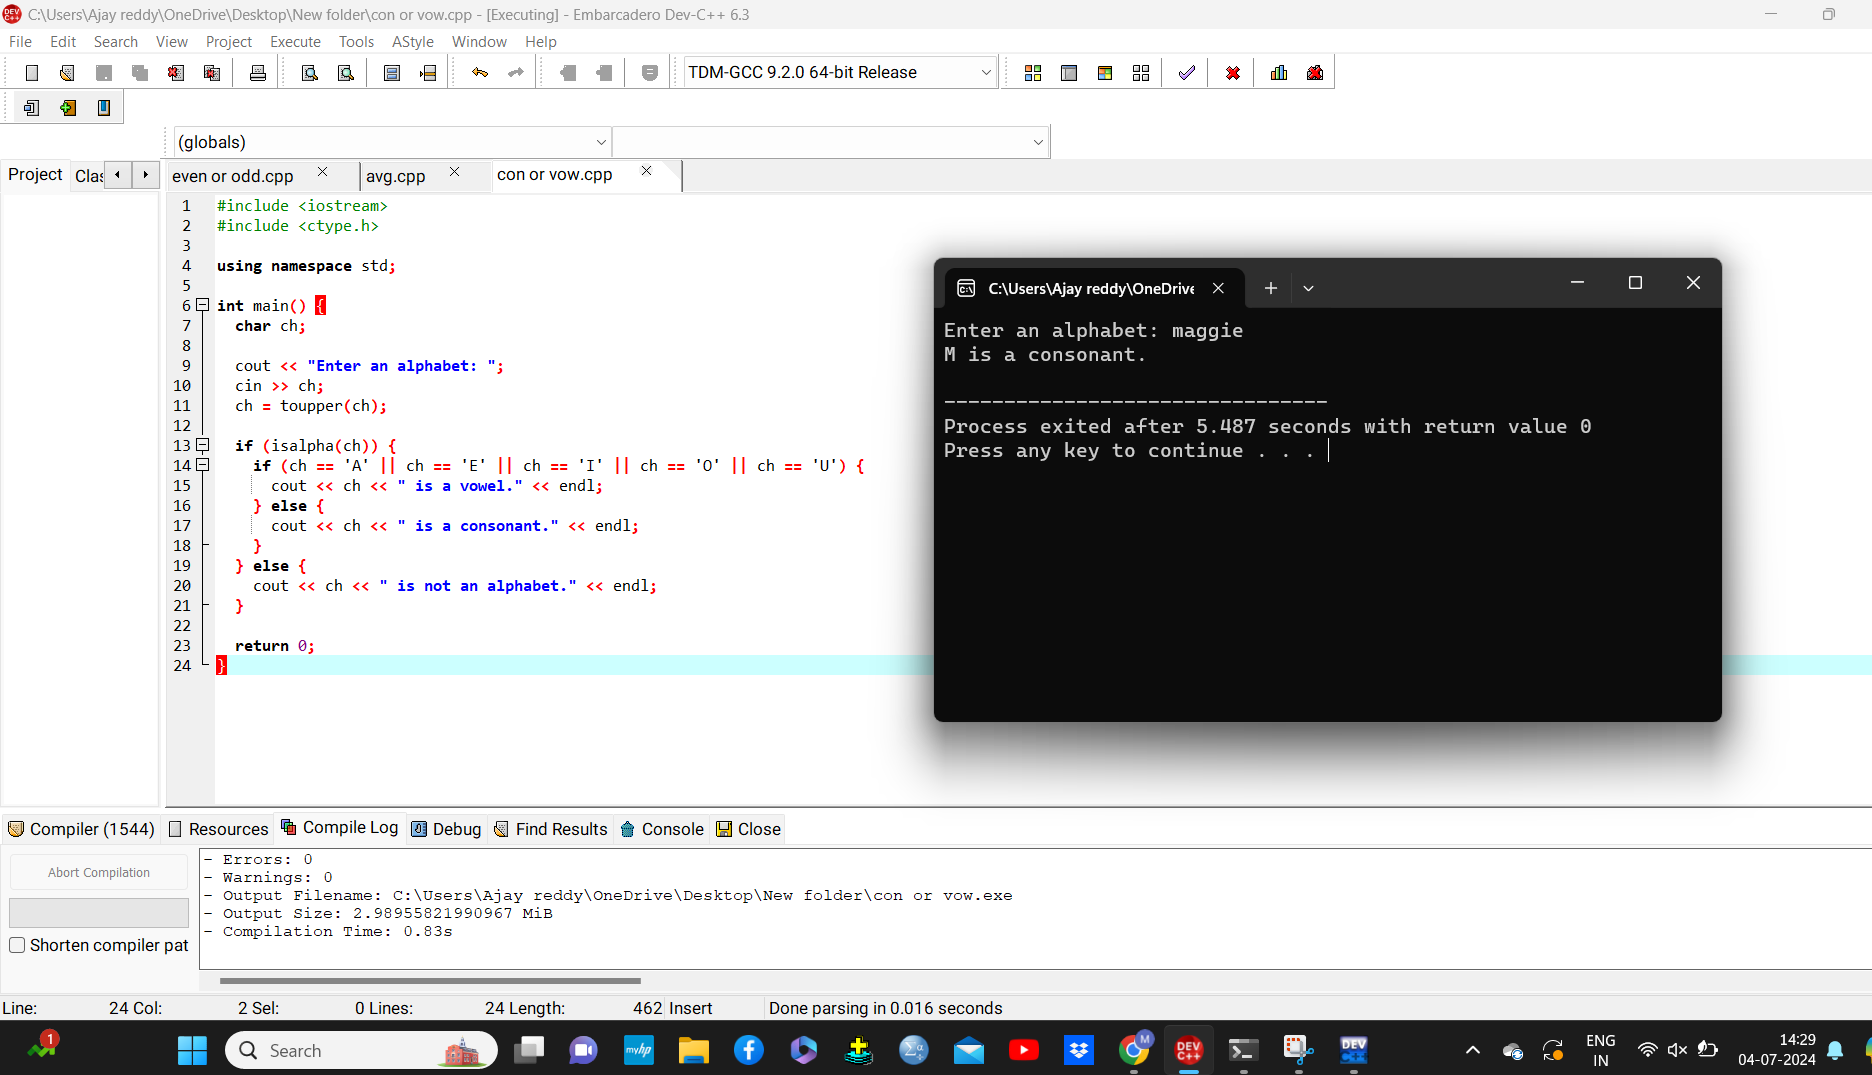 C:\Users\Ajay reddy\OneDrive\Desktop\New folder\con or vow.cpp - [Executing] - Embarcadero Dev-C++ 6.3
File Edit Search View Project Execute Tools AStyle Window Help
TDM-GCC 9.2.0 64-bit Release
(globals)
Project Clas even or odd.cpp avg.cpp con or vow.cpp
1 #include <iostream>
2 #include <ctype.h>
3
4 using namespace std;
5
6 int main() {
7 char ch;
8
9 cout << "Enter an alphabet: ";
10 cin >> ch;
11 ch = toupper(ch);
12
13 if (isalpha(ch)) {
14 if (ch == 'A' || ch == 'E' || ch == 'I' || ch == 'O' || ch == 'U') {
15 cout << ch << " is a vowel." << endl;
16 } else {
17 cout << ch << " is a consonant." << endl;
18 }
19 } else {
20 cout << ch << " is not an alphabet." << endl;
21 }
22
23 return 0;
24 }
C:\Users\Ajay reddy\OneDrive
Enter an alphabet: maggie
M is a consonant.
--------------------------------
Process exited after 5.487 seconds with return value 0
Press any key to continue . . .
Compiler (1544) Resources Compile Log Debug Find Results Console Close
Abort Compilation
Shorten compiler pat
- Errors: 0
- Warnings: 0
- Output Filename: C:\Users\Ajay reddy\OneDrive\Desktop\New folder\con or vow.exe
- Output Size: 2.98955821990967 MiB
- Compilation Time: 0.83s
Line: 24 Col: 2 Sel: 0 Lines: 24 Length: 462 Insert Done parsing in 0.016 seconds
1 Search myhp M DEV C++ DEV C++ ENG IN 14:29
04-07-2024